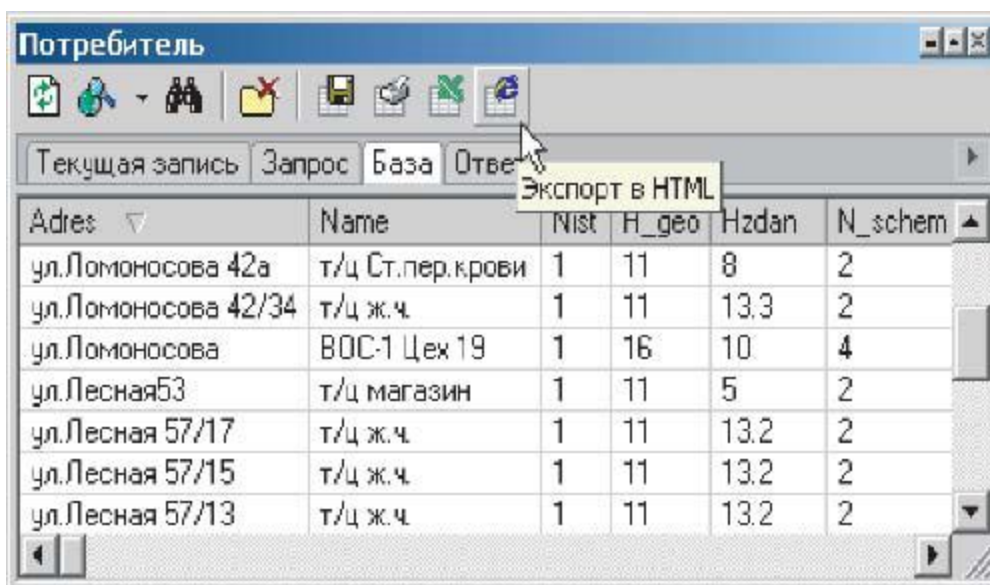 Потребитель
Текущая запись Запрос База Ответ
Экспорт в HTML
Adres Name Nist H_geo Hzdan N_schem
ул.Ломоносова 42а т/ц Ст.пер.крови 1 11 8 2
ул.Ломоносова 42/34 т/ц ж.ч. 1 11 13.3 2
ул.Ломоносова ВОС-1 Цех 19 1 16 10 4
ул.Лесная53 т/ц магазин 1 11 5 2
ул.Лесная 57/17 т/ц ж.ч. 1 11 13.2 2
ул.Лесная 57/15 т/ц ж.ч. 1 11 13.2 2
ул.Лесная 57/13 т/ц ж.ч. 1 11 13.2 2